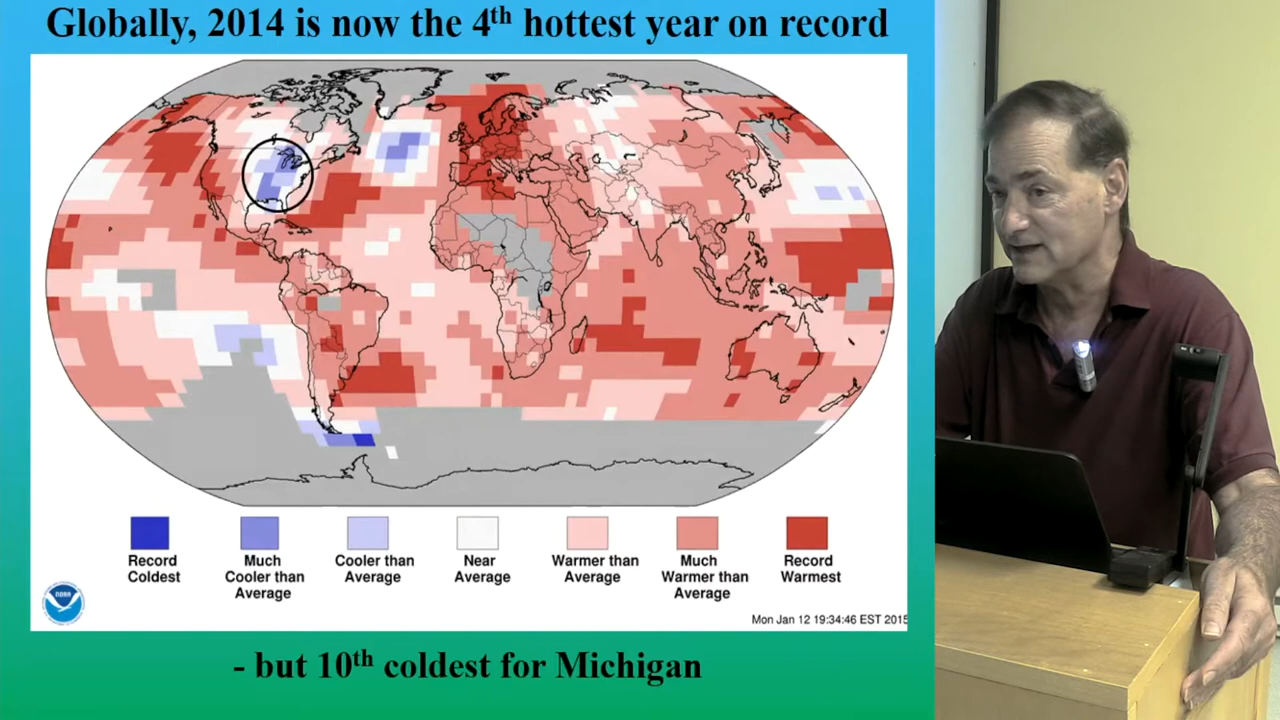 Globally, 2014 is now the 4th hottest year on record
Record
Coldest
Much
Cooler than
Average
Cooler than
Average
Near
Average
Warmer than
Average
Much
Warmer than
Average
Record
Warmest
NOAA
Mon Jan 12 19:34:46 EST 2015
- but 10th coldest for Michigan